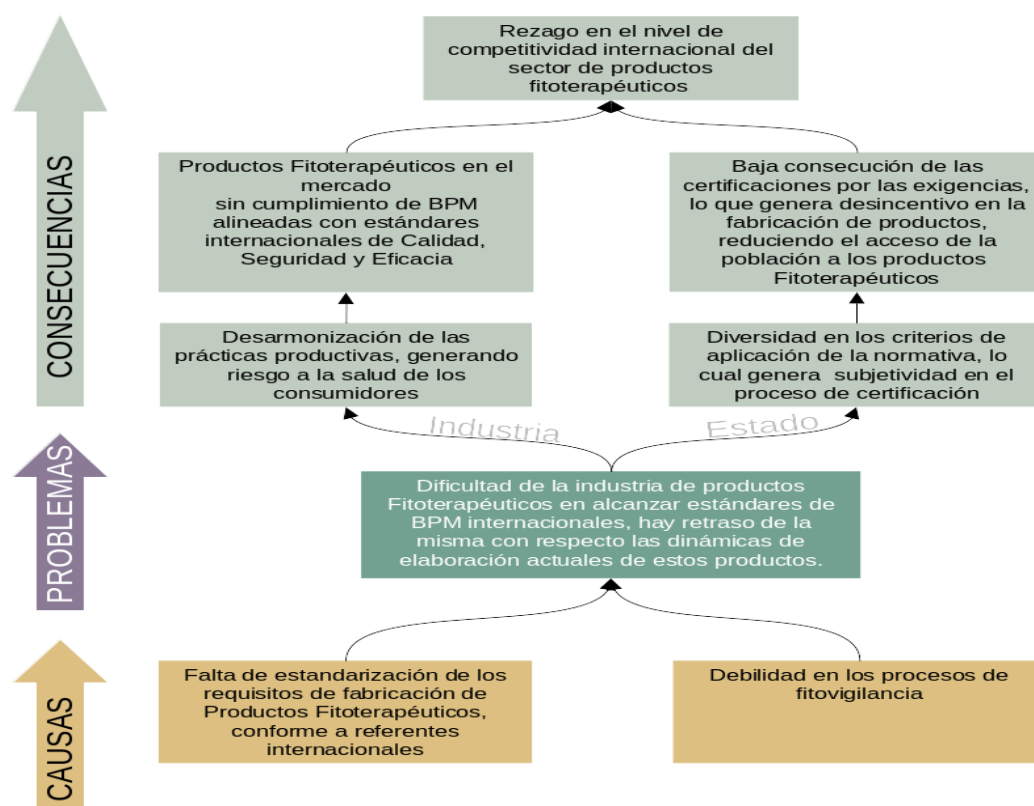 Rezago en el nivel de
competitividad internacional del
sector de productos
fitoterapéuticos
CONSECUENCIAS
Productos Fitoterapéuticos en el
mercado
sin cumplimiento de BPM
alineadas con estándares
internacionales de Calidad,
Seguridad y Eficacia
Baja consecución de las
certificaciones por las exigencias,
lo que genera desincentivo en la
fabricación de productos,
reduciendo el acceso de la
población a los productos
Fitoterapéuticos
Desarmonización de las
prácticas productivas, generando
riesgo a la salud de los
consumidores
Diversidad en los criterios de
aplicación de la normativa, lo
cual genera  subjetividad en el
proceso de certificación
Industria
Estado
PROBLEMAS
Dificultad de la industria de productos
Fitoterapéuticos en alcanzar estándares de
BPM internacionales, hay retraso de la
misma con respecto las dinámicas de
elaboración actuales de estos productos.
CAUSAS
Falta de estandarización de los
requisitos de fabricación de
Productos Fitoterapéuticos,
conforme a referentes
internacionales
Debilidad en los procesos de
fitovigilancia